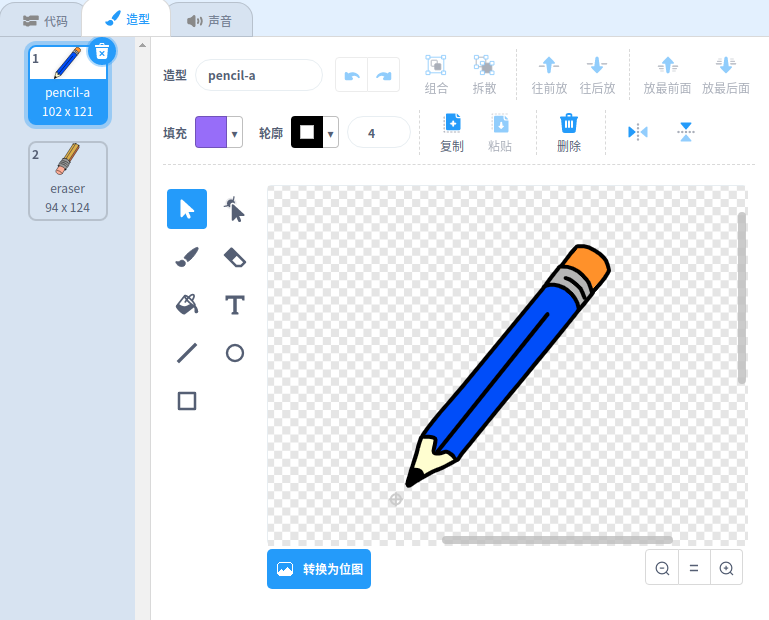 代码 造型 声音
1
pencil-a
102 x 121
2
eraser
94 x 124
造型 pencil-a 组合 拆散 往前放 往后放 放最前面 放最后面
填充 轮廓 4 复制 粘贴 删除
T
转换为位图